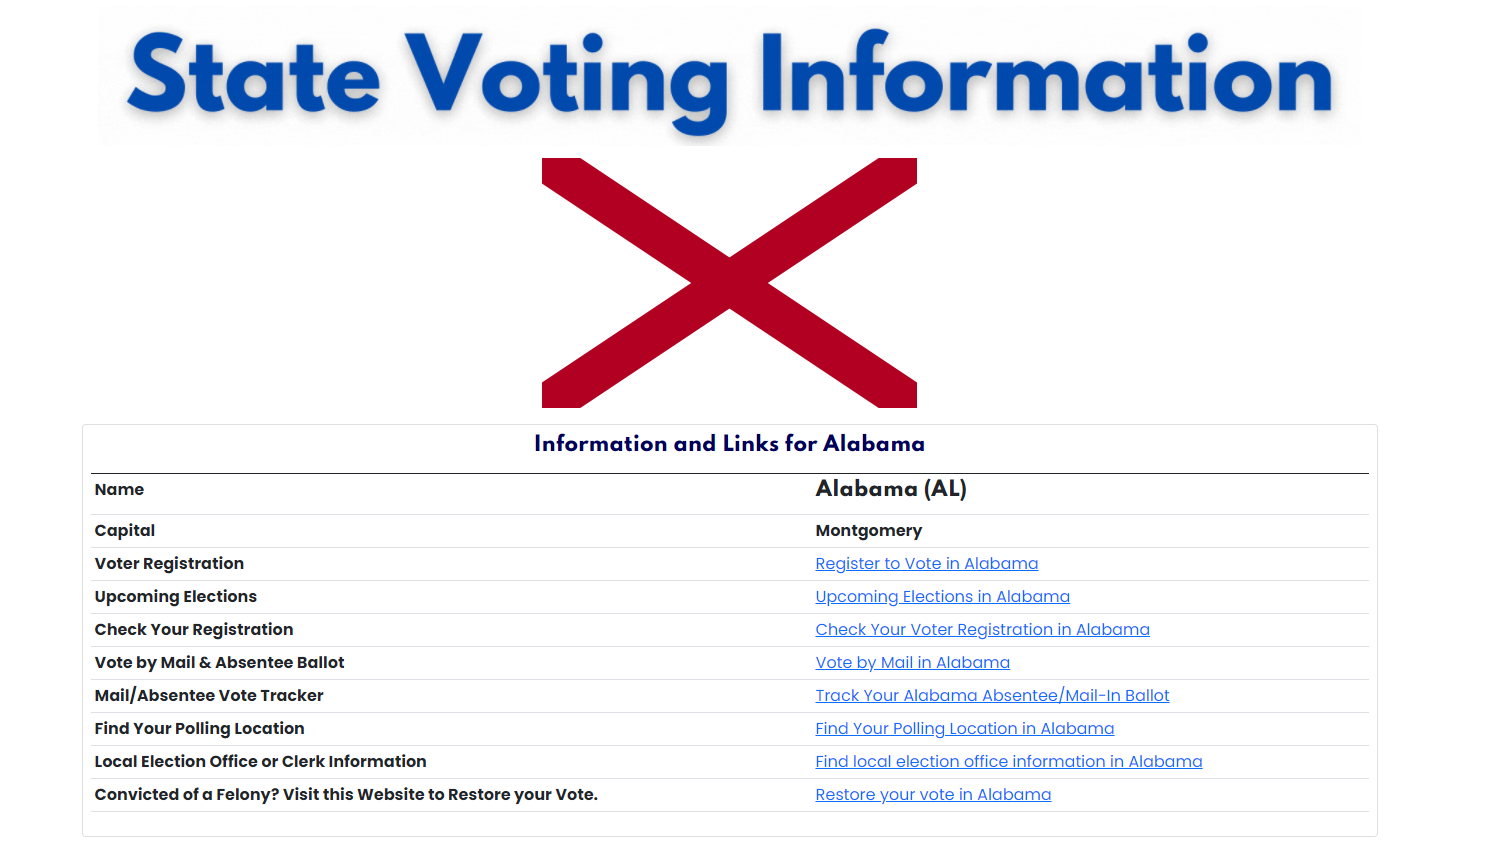 State Voting Information
Information and Links for Alabama
Name Alabama (AL)
Capital Montgomery
Voter Registration Register to Vote in Alabama
Upcoming Elections Upcoming Elections in Alabama
Check Your Registration Check Your Voter Registration in Alabama
Vote by Mail & Absentee Ballot Vote by Mail in Alabama
Mail/Absentee Vote Tracker Track Your Alabama Absentee/Mail-In Ballot
Find Your Polling Location Find Your Polling Location in Alabama
Local Election Office or Clerk Information Find local election office information in Alabama
Convicted of a Felony? Visit this Website to Restore your Vote. Restore your vote in Alabama